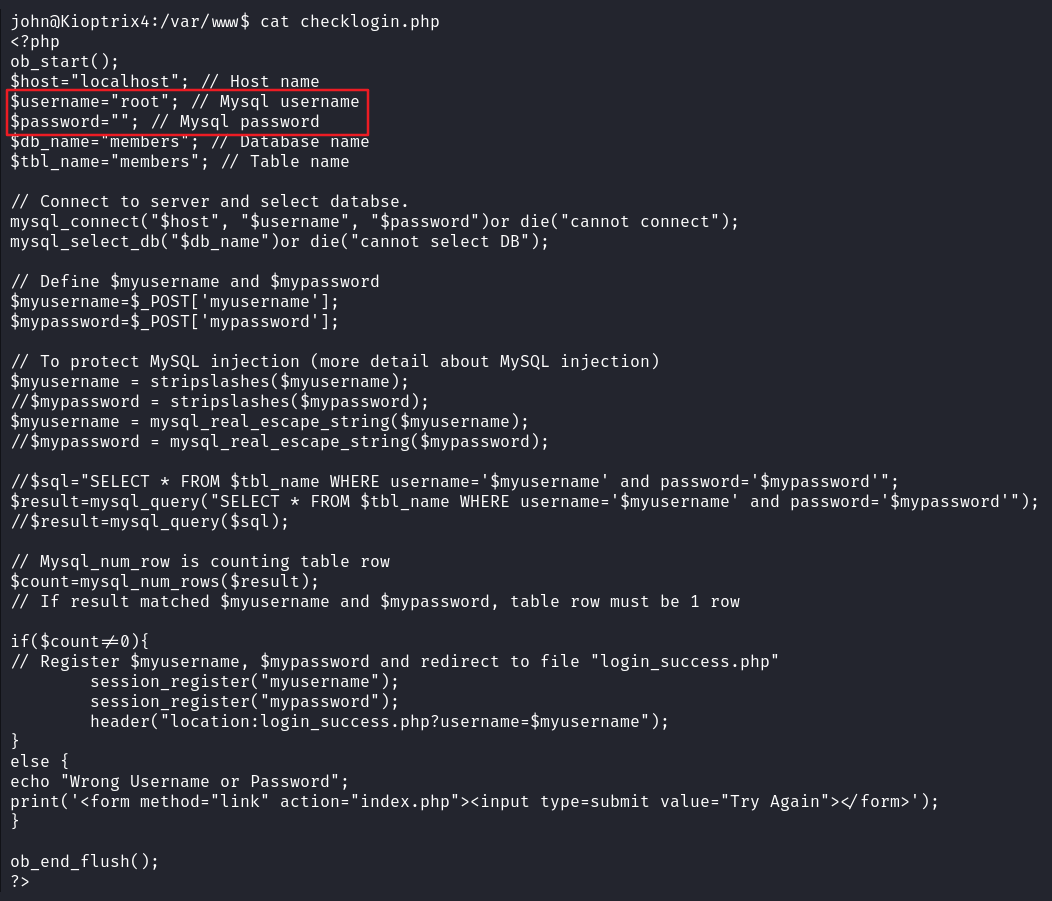 john@Kioptrix4:/var/www$ cat checklogin.php
<?php
ob_start();
$host="localhost"; // Host name
$username="root"; // Mysql username
$password=""; // Mysql password
$db_name="members"; // Database name
$tbl_name="members"; // Table name

// Connect to server and select databse.
mysql_connect("$host", "$username", "$password")or die("cannot connect");
mysql_select_db("$db_name")or die("cannot select DB");

// Define $myusername and $mypassword
$myusername=$_POST['myusername'];
$mypassword=$_POST['mypassword'];

// To protect MySQL injection (more detail about MySQL injection)
$myusername = stripslashes($myusername);
//$mypassword = stripslashes($mypassword);
$myusername = mysql_real_escape_string($myusername);
//$mypassword = mysql_real_escape_string($mypassword);

//$sql="SELECT * FROM $tbl_name WHERE username='$myusername' and password='$mypassword'";
$result=mysql_query("SELECT * FROM $tbl_name WHERE username='$myusername' and password='$mypassword'");
//$result=mysql_query($sql);

// Mysql_num_row is counting table row
$count=mysql_num_rows($result);
// If result matched $myusername and $mypassword, table row must be 1 row

if($count!=0){
// Register $myusername, $mypassword and redirect to file "login_success.php"
        session_register("myusername");
        session_register("mypassword");
        header("location:login_success.php?username=$myusername");
}
else {
echo "Wrong Username or Password";
print('<form method="link" action="index.php"><input type=submit value="Try Again"></form>');
}

ob_end_flush();
?>